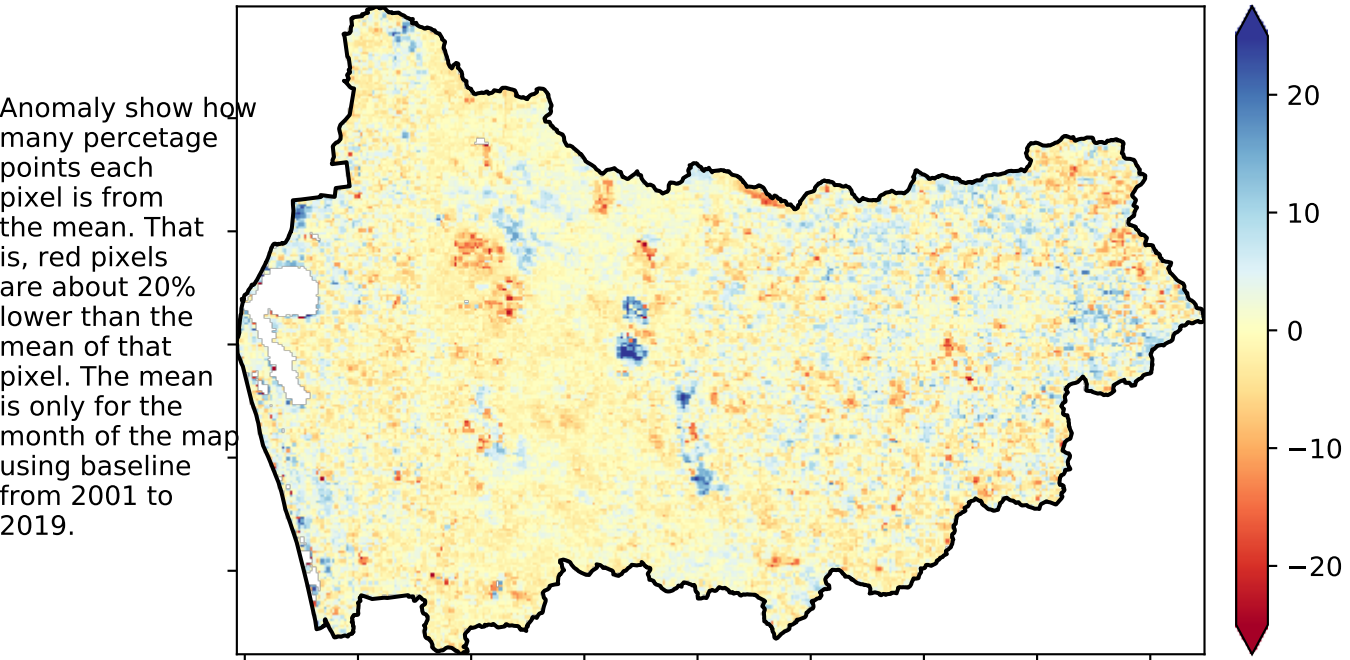 Anomaly show how
many percetage
points each
pixel is from
the mean. That
is, red pixels
are about 20%
lower than the
mean of that
pixel. The mean
is only for the
month of the map
using baseline
from 2001 to
2019.
20
10
0
−10
−20